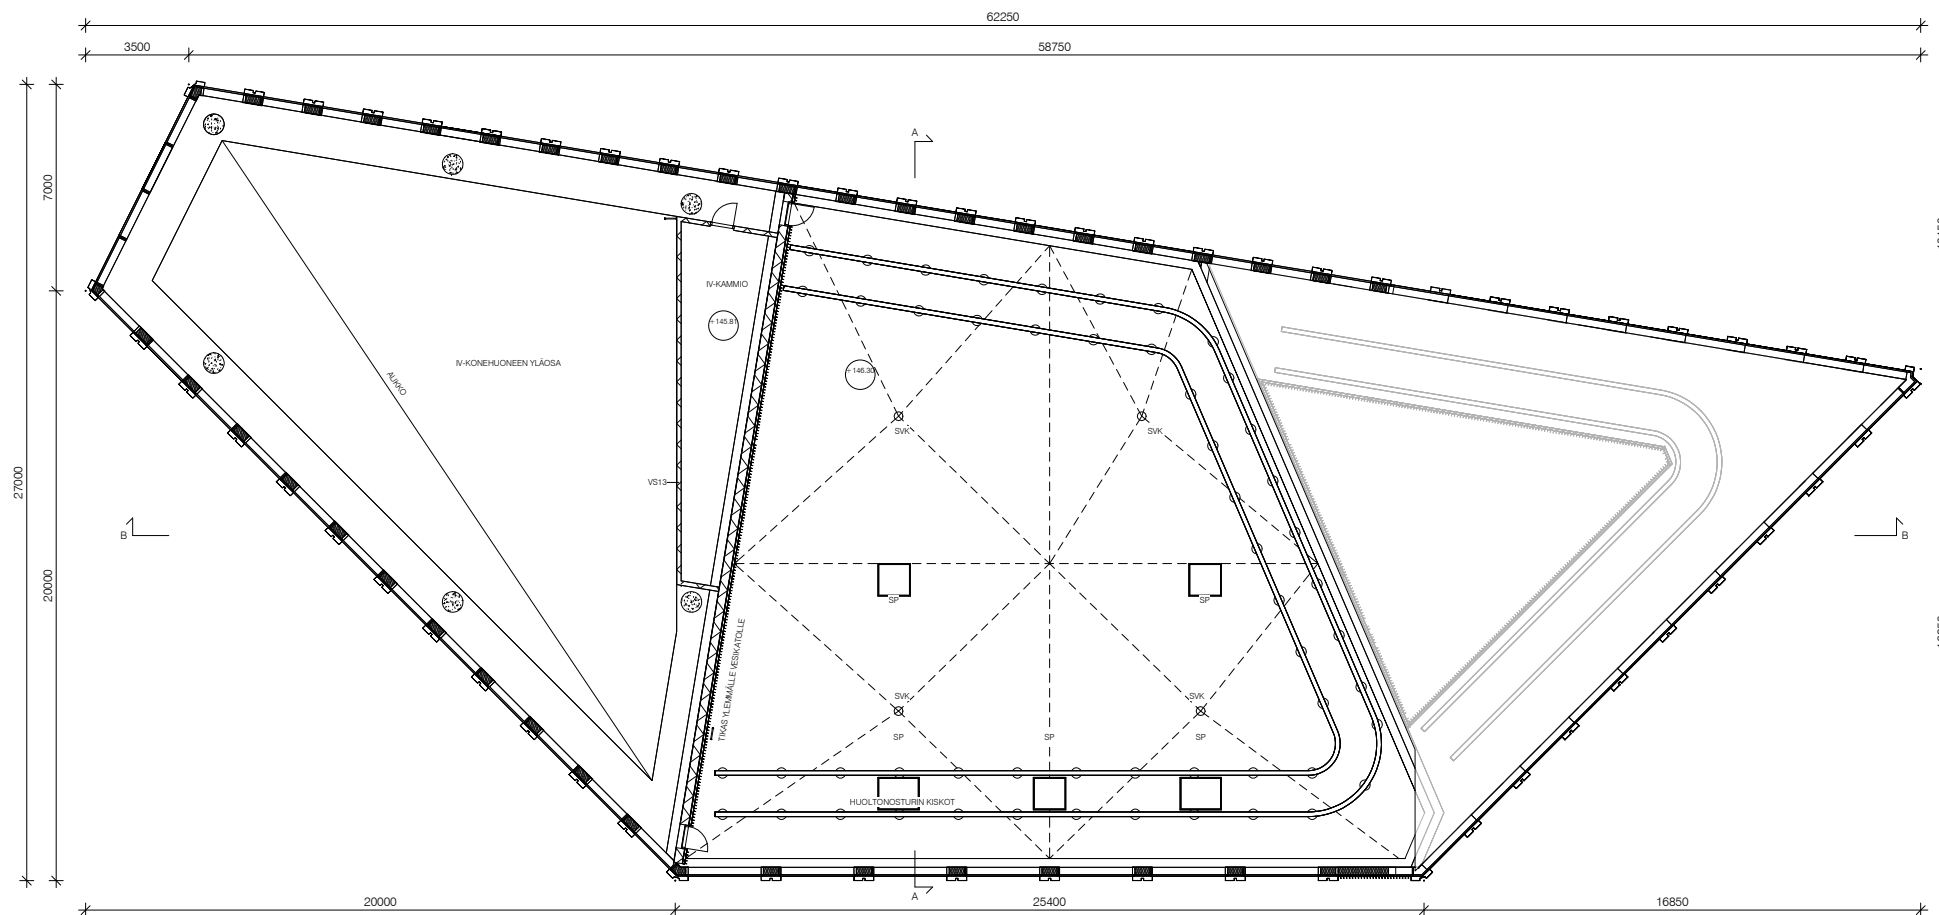 62250
3500
58750
A
7000
IV-KAMMIO
+145.81
IV-KONEHUONEEN YLÄOSA
AUKKO
+146.30
SVK
SVK
27000
VS13
B
B
20000
SP
SP
TIKAS YLEMMÄLLE VESIKATOLLE
SVK
SVK
SP
SP
SP
HUOLTONOSTURIN KISKOT
A
20000
25400
16850